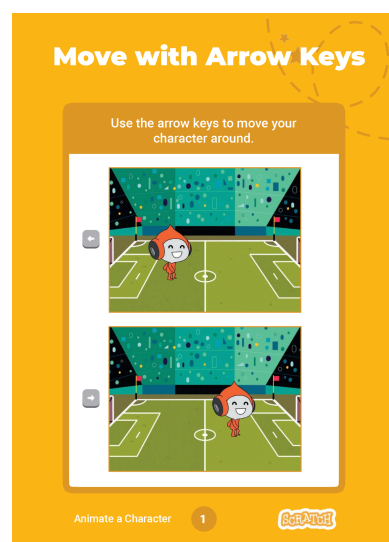 Move with Arrow Keys
Use the arrow keys to move your
character around.
Animate a Character
1
SCRATCH